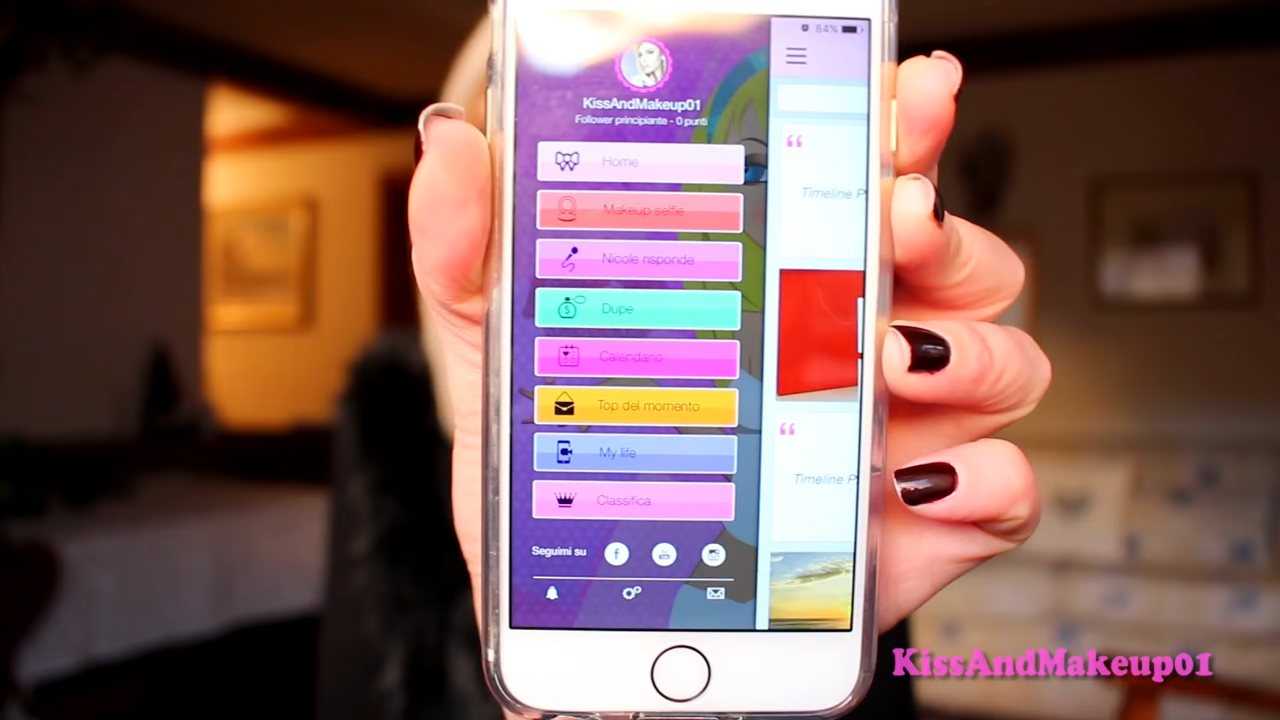 84%
KissAndMakeup01
Follower principiante - 0 punti
Home
Makeup selfie
Nicole risponde
Dupe
Calendario
Top del momento
My life
Classifica
Seguimi su
Timeline P
Timeline P
KissAndMakeup01